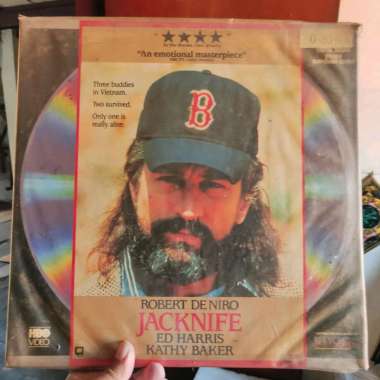 ★★★★
"An emotional masterpiece"
Three buddies
in Vietnam.
Two survived.
Only one is
really alive.
B
ROBERT DE NIRO
JACKNIFE
ED HARRIS
KATHY BAKER
HBO
VIDEO